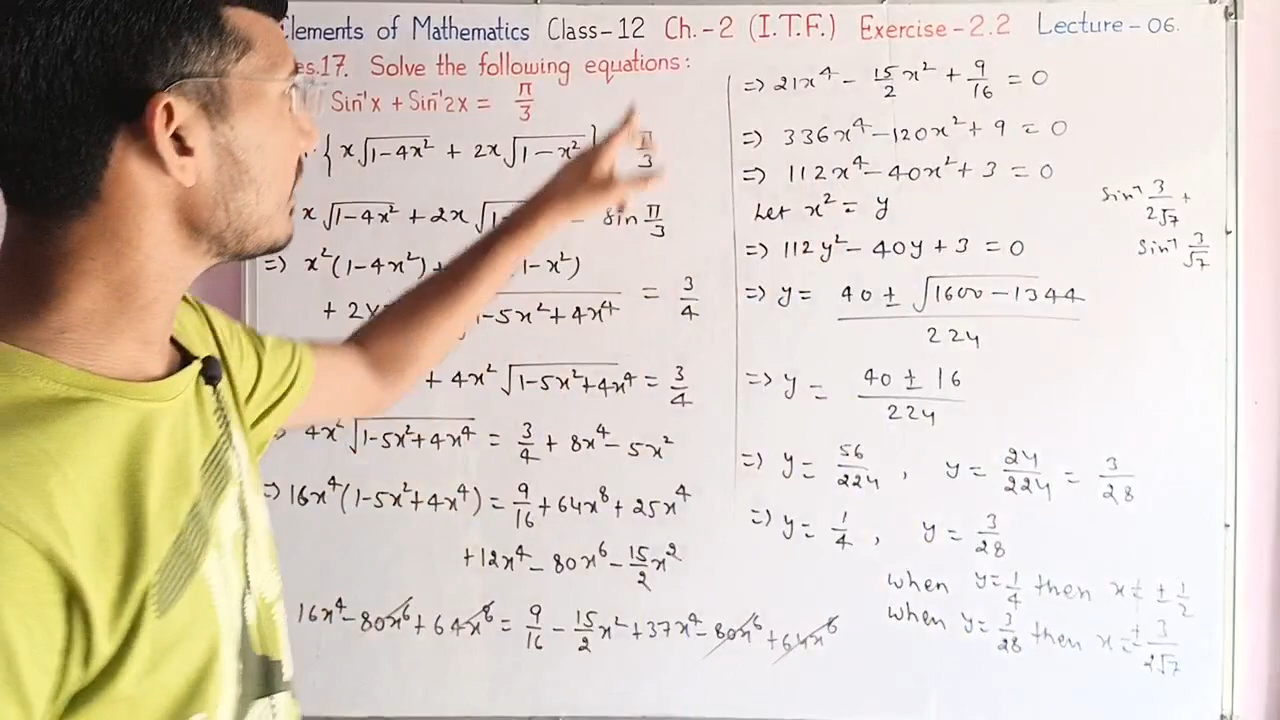 Elements of Mathematics Class-12 Ch.-2 (I.T.F.) Exercise-2.2 Lecture-06.
es.17. Solve the following equations:
Sin⁻¹x + Sin⁻¹2x = π/3
{x√(1-4x²) + 2x√(1-x²)} π/3
x√(1-4x²) + 2x√(1- = sin π/3
⇒ x²(1-4x²)+ 1-x²)
+ 2x 1-5x²+4x⁴ = 3/4
+ 4x²√(1-5x²+4x⁴) = 3/4
⇒ 4x²√(1-5x²+4x⁴) = 3/4 + 8x⁴ - 5x²
⇒ 16x⁴(1-5x²+4x⁴) = 9/16 + 64x⁸ + 25x⁴
+12x⁴ - 80x⁶ - 15/2x²
16x⁴ - 80x⁶ + 64x⁸ = 9/16 - 15/2x² + 37x⁴ - 80x⁶ + 64x⁸
⇒ 21x⁴ - 15/2x² + 9/16 = 0
⇒ 336x⁴ - 120x² + 9 = 0
⇒ 112x⁴ - 40x² + 3 = 0
Let x² = y
⇒ 112y² - 40y + 3 = 0
⇒ y = (40 ± √(1600-1344))/224
⇒ y = (40 ± 16)/224
⇒ y = 56/224, y = 24/224 = 3/28
⇒ y = 1/4, y = 3/28
when y = 1/4 then x = ± 1/2
when y = 3/28 then x = ± 3/2√7
Sin⁻¹ 3/2√7 +
Sin⁻¹ 3/√7